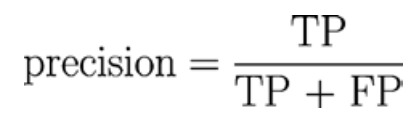 precision = TP / TP + FP